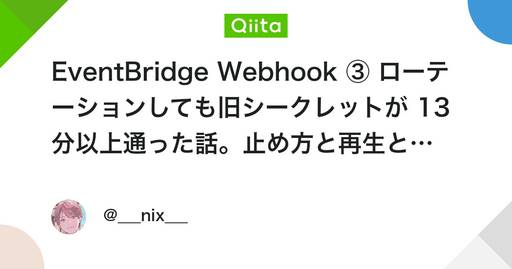 Qiita
EventBridge Webhook ③ ローテ
ーションしても旧シークレットが 13
分以上通った話。止め方と再生と…
@___nix___